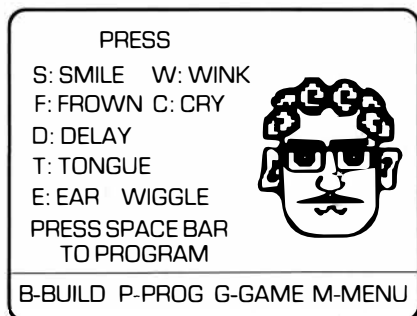 PRESS
S: SMILE W: WINK
F: FROWN C: CRY
D: DELAY
T: TONGUE
E: EAR WIGGLE
PRESS SPACE BAR
TO PROGRAM
B-BUILD P-PROG G-GAME M-MENU